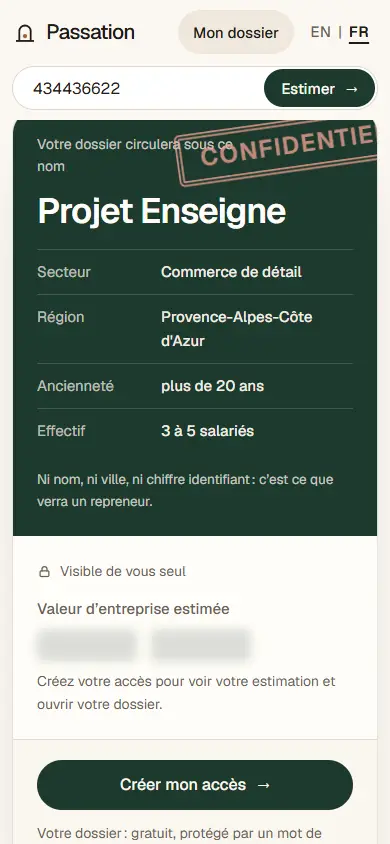 Passation
Mon dossier
EN | FR
434436622
Estimer →
Votre dossier circulera sous ce
nom
CONFIDENTIE
Projet Enseigne
Secteur
Commerce de détail
Région
Provence-Alpes-Côte
d'Azur
Ancienneté
plus de 20 ans
Effectif
3 à 5 salariés
Ni nom, ni ville, ni chiffre identifiant : c'est ce que
verra un repreneur.
Visible de vous seul
Valeur d'entreprise estimée
Créez votre accès pour voir votre estimation et
ouvrir votre dossier.
Créer mon accès →
Votre dossier : gratuit, protégé par un mot de